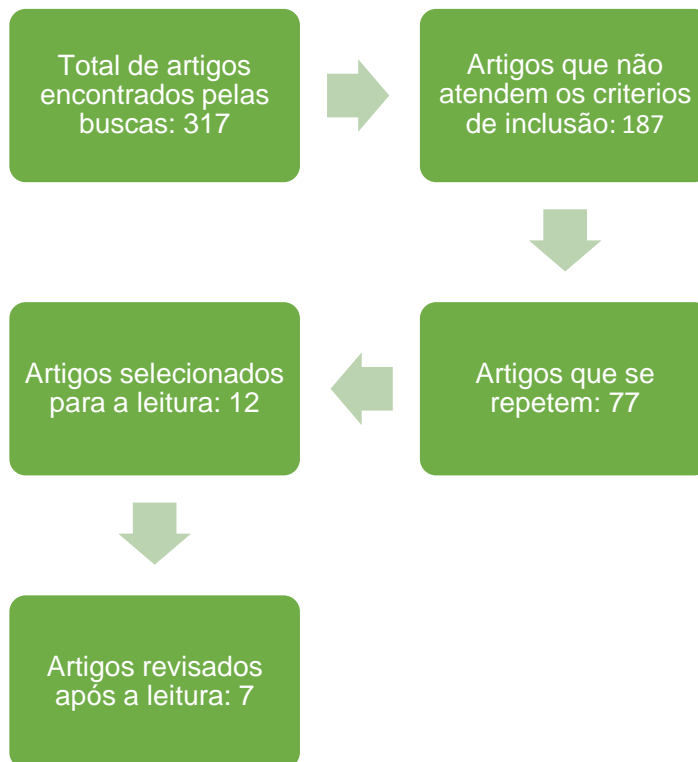 Total de artigos
encontrados pelas
buscas: 317
Artigos que não
atendem os criterios
de inclusão: 187
Artigos que se
repetem: 77
Artigos selecionados
para a leitura: 12
Artigos revisados
após a leitura: 7